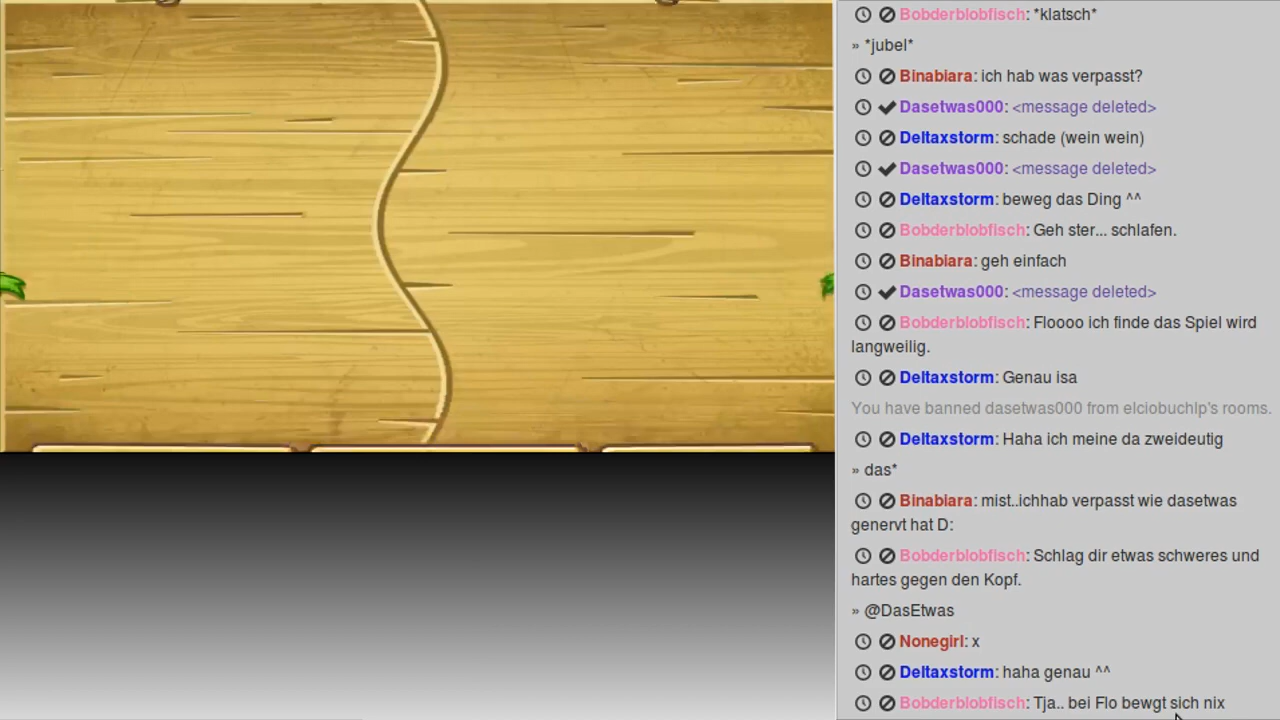 Bobderblobfisch: *klatsch*
» *jubel*
Binabiara: ich hab was verpasst?
Dasetwas000: <message deleted>
Deltaxstorm: schade (wein wein)
Dasetwas000: <message deleted>
Deltaxstorm: beweg das Ding ^^
Bobderblobfisch: Geh ster... schlafen.
Binabiara: geh einfach
Dasetwas000: <message deleted>
Bobderblobfisch: Floooo ich finde das Spiel wird
langweilig.
Deltaxstorm: Genau isa
You have banned dasetwas000 from elciobuchlp's rooms.
Deltaxstorm: Haha ich meine da zweideutig
» das*
Binabiara: mist..ichhab verpasst wie dasetwas
genervt hat D:
Bobderblobfisch: Schlag dir etwas schweres und
hartes gegen den Kopf.
» @DasEtwas
Nonegirl: x
Deltaxstorm: haha genau ^^
Bobderblobfisch: Tja.. bei Flo bewgt sich nix